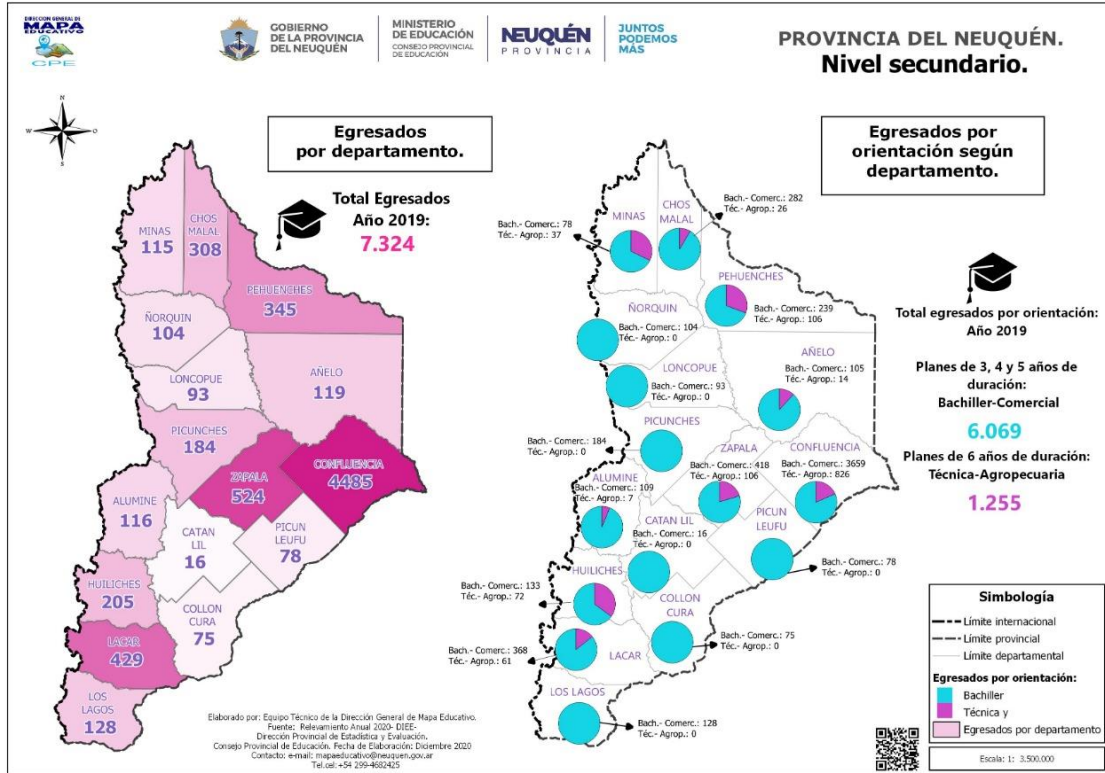 DIRECCION GENERAL DE
MAPA
EDUCATIVO
CPE
GOBIERNO
DE LA PROVINCIA
DEL NEUQUÉN
MINISTERIO
DE EDUCACIÓN
CONSEJO PROVINCIAL
DE EDUCACIÓN
NEUQUÉN
PROVINCIA
JUNTOS
PODEMOS
MÁS
PROVINCIA DEL NEUQUÉN.
Nivel secundario.
N
E
O
S
Egresados
por departamento.
Total Egresados
Año 2019:
7.324
MINAS
115
CHOS
MALAL
308
PEHUENCHES
345
ÑORQUIN
104
LONCOPUE
93
AÑELO
119
PICUNCHES
184
ZAPALA
524
CONFLUENCIA
4485
ALUMINE
116
CATAN
LIL
16
PICUN
LEUFU
78
HUILICHES
205
COLLON
CURA
75
LACAR
429
LOS
LAGOS
128
Elaborado por: Equipo Técnico de la Dirección General de Mapa Educativo.
Fuente: Relevamiento Anual 2020- DIEE-
Dirección Provincial de Estadística y Evaluación.
Consejo Provincial de Educación. Fecha de Elaboración: Diciembre 2020
Contacto: e-mail: mapaeducativo@neuquen.gov.ar
Tel.cel: +54 299-4682425
Egresados por
orientación según
departamento.
Bach.- Comerc.: 78
Téc.- Agrop.: 37
MINAS
CHOS
MALAL
Bach.- Comerc.: 282
Téc.- Agrop.: 26
PEHUENCHES
Bach.- Comerc.: 239
Téc.- Agrop.: 106
ÑORQUIN
Bach.- Comerc.: 104
Téc.- Agrop.: 0
LONCOPUE
Bach.- Comerc.: 93
Téc.- Agrop.: 0
AÑELO
Bach.- Comerc.: 105
Téc.- Agrop.: 14
PICUNCHES
Bach.- Comerc.: 184
Téc.- Agrop.: 0
ZAPALA
Bach.- Comerc.: 418
Téc.- Agrop.: 106
CONFLUENCIA
Bach.- Comerc.: 3659
Téc.- Agrop.: 826
ALUMINE
Bach.- Comerc.: 109
Téc.- Agrop.: 7
CATAN LIL
Bach.- Comerc.: 16
Téc.- Agrop.: 0
PICUN
LEUFU
Bach.- Comerc.: 78
Téc.- Agrop.: 0
HUILICHES
Bach.- Comerc.: 133
Téc.- Agrop.: 72
COLLON
CURA
Bach.- Comerc.: 75
Téc.- Agrop.: 0
Bach.- Comerc.: 368
Téc.- Agrop.: 61
LACAR
LOS LAGOS
Bach.- Comerc.: 128
Téc.- Agrop.: 0
Total egresados por orientación:
Año 2019
Planes de 3, 4 y 5 años de
duración:
Bachiller-Comercial
6.069
Planes de 6 años de duración:
Técnica-Agropecuaria
1.255
Simbología
Límite internacional
Límite provincial
Límite departamental
Egresados por orientación:
Bachiller
Técnica y
Egresados por departamento
Escala: 1: 3.500.000